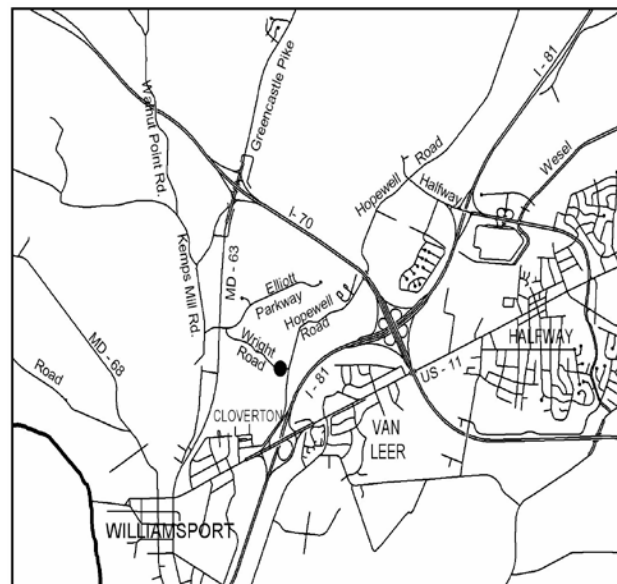 Greencastle Pike
I - 81
Walnut Point Rd.
Wesel
Hopewell Road
Halfway
I - 70
Kemps Mill Rd.
MD - 63
Elliott
Parkway
Hopewell
Road
Wright
Road
MD - 68
Road
HALFWAY
US - 11
I - 81
CLOVERTON
VAN
LEER
WILLIAMSPORT